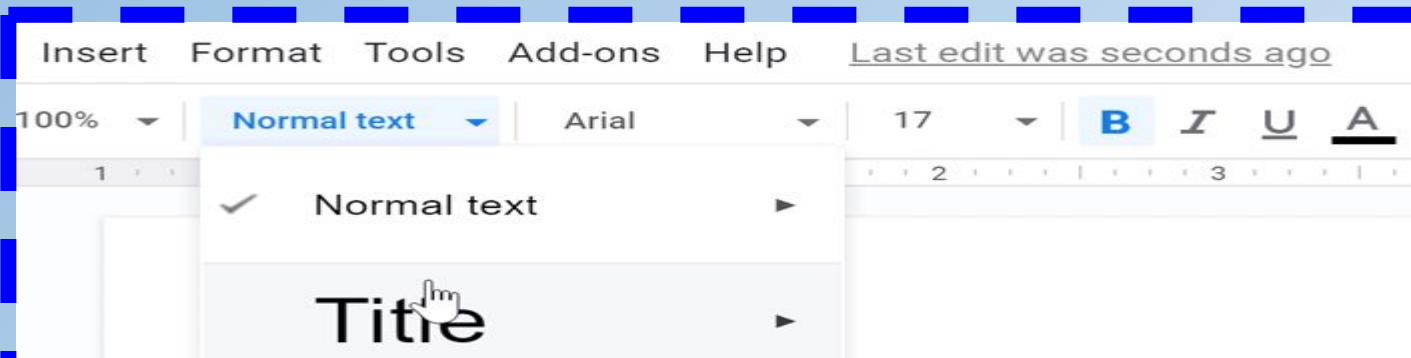 Insert Format Tools Add-ons Help Last edit was seconds ago
100% Normal text Arial 17 B I U A
1 2 3
Normal text
Title